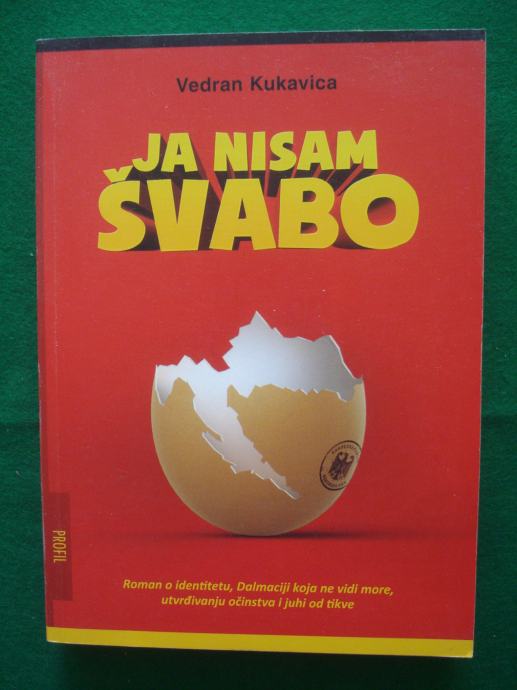 Vedran Kukavica
JA NISAM
ŠVABO
PROFIL
Roman o identitetu, Dalmaciji koja ne vidi more,
utvrđivanju očinstva i juhi od tikve